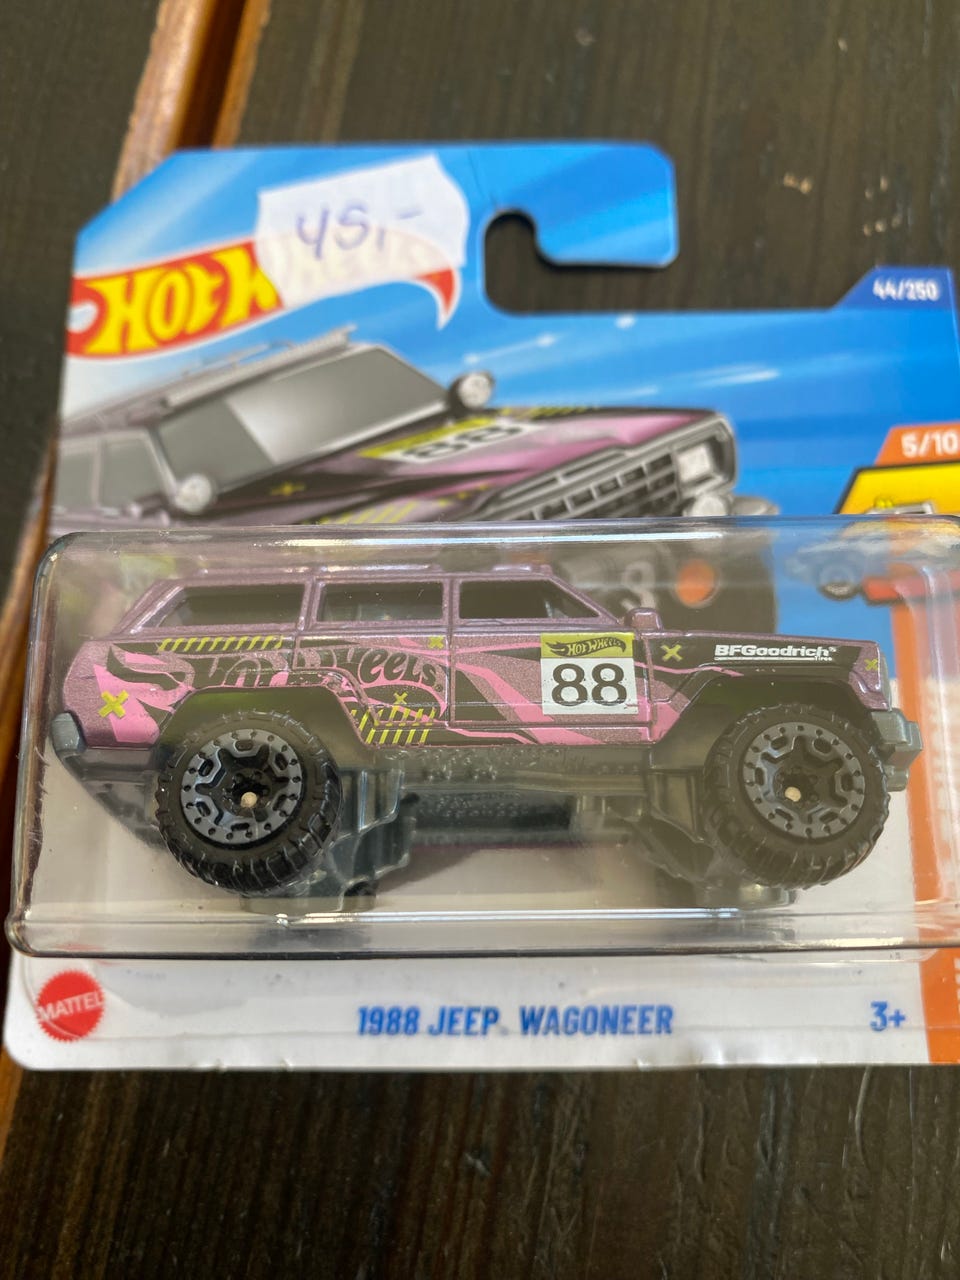 45,-
HOT WHEELS
44/250
5/10
88
HOT WHEELS
HOT WHEELS
88
BFGoodrich
Tires
MATTEL
1988 JEEP WAGONEER
3+